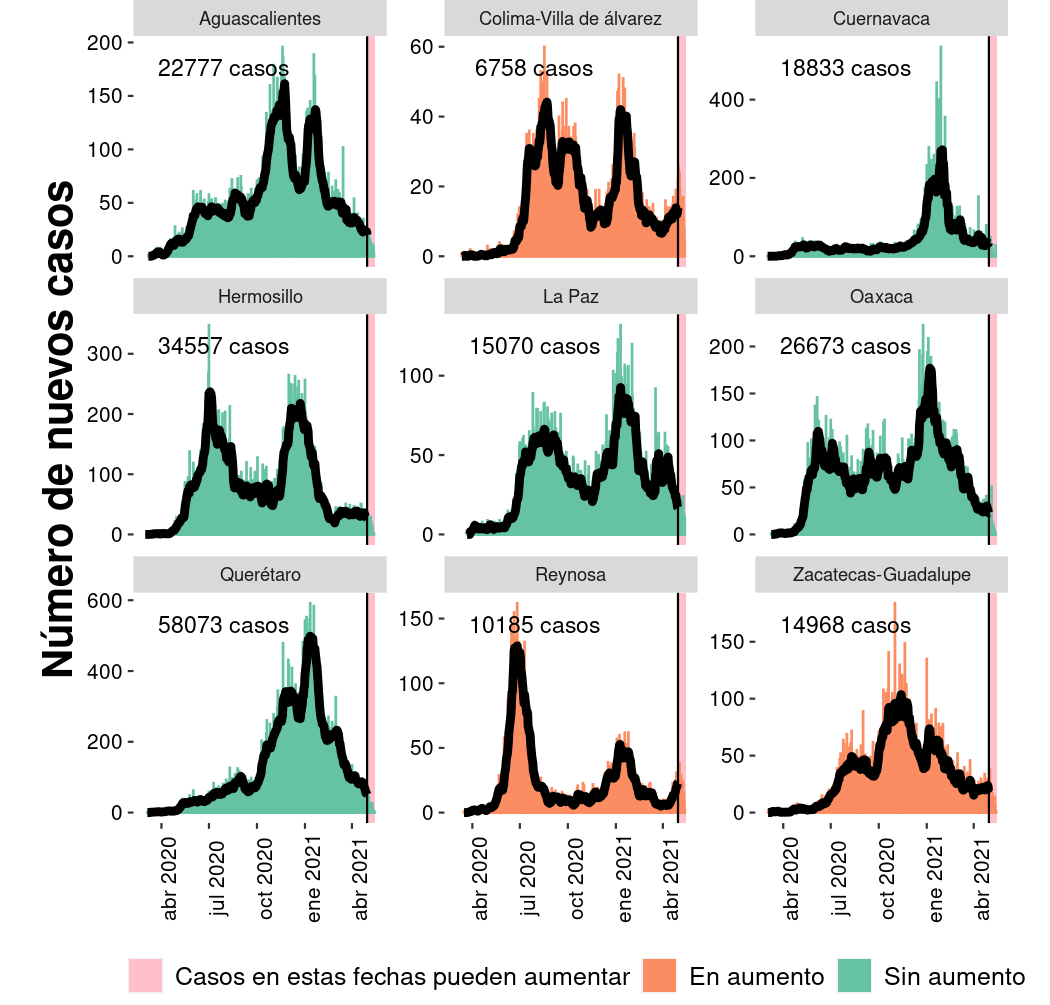 Número de nuevos casos
Aguascalientes
Colima-Villa de álvarez
Cuernavaca
200
150
100
50
0
22777 casos
60
40
20
0
6758 casos
400
200
0
18833 casos
Hermosillo
La Paz
Oaxaca
300
200
100
0
34557 casos
100
50
0
15070 casos
200
150
100
50
0
26673 casos
Querétaro
Reynosa
Zacatecas-Guadalupe
600
400
200
0
58073 casos
150
100
50
0
10185 casos
150
100
50
0
14968 casos
abr 2020
jul 2020
oct 2020
ene 2021
abr 2021
abr 2020
jul 2020
oct 2020
ene 2021
abr 2021
abr 2020
jul 2020
oct 2020
ene 2021
abr 2021
Casos en estas fechas pueden aumentar
En aumento
Sin aumento